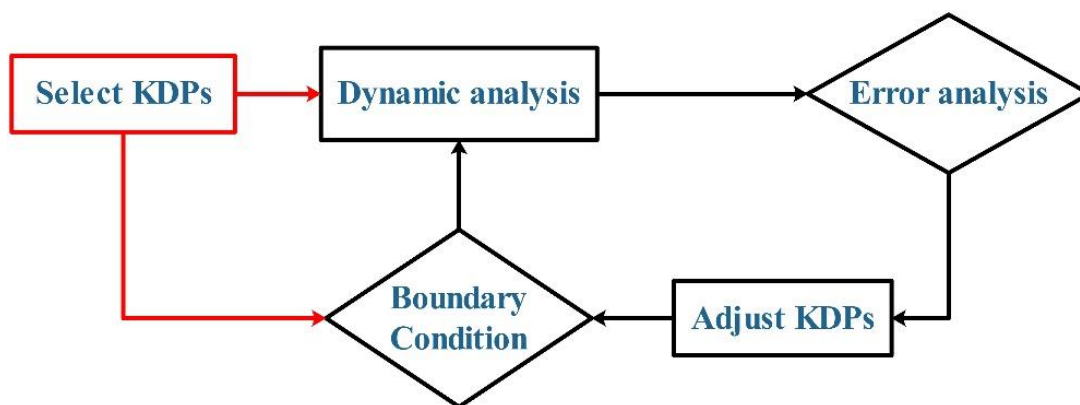 Select KDPs
Dynamic analysis
Error analysis
Boundary
Condition
Adjust KDPs